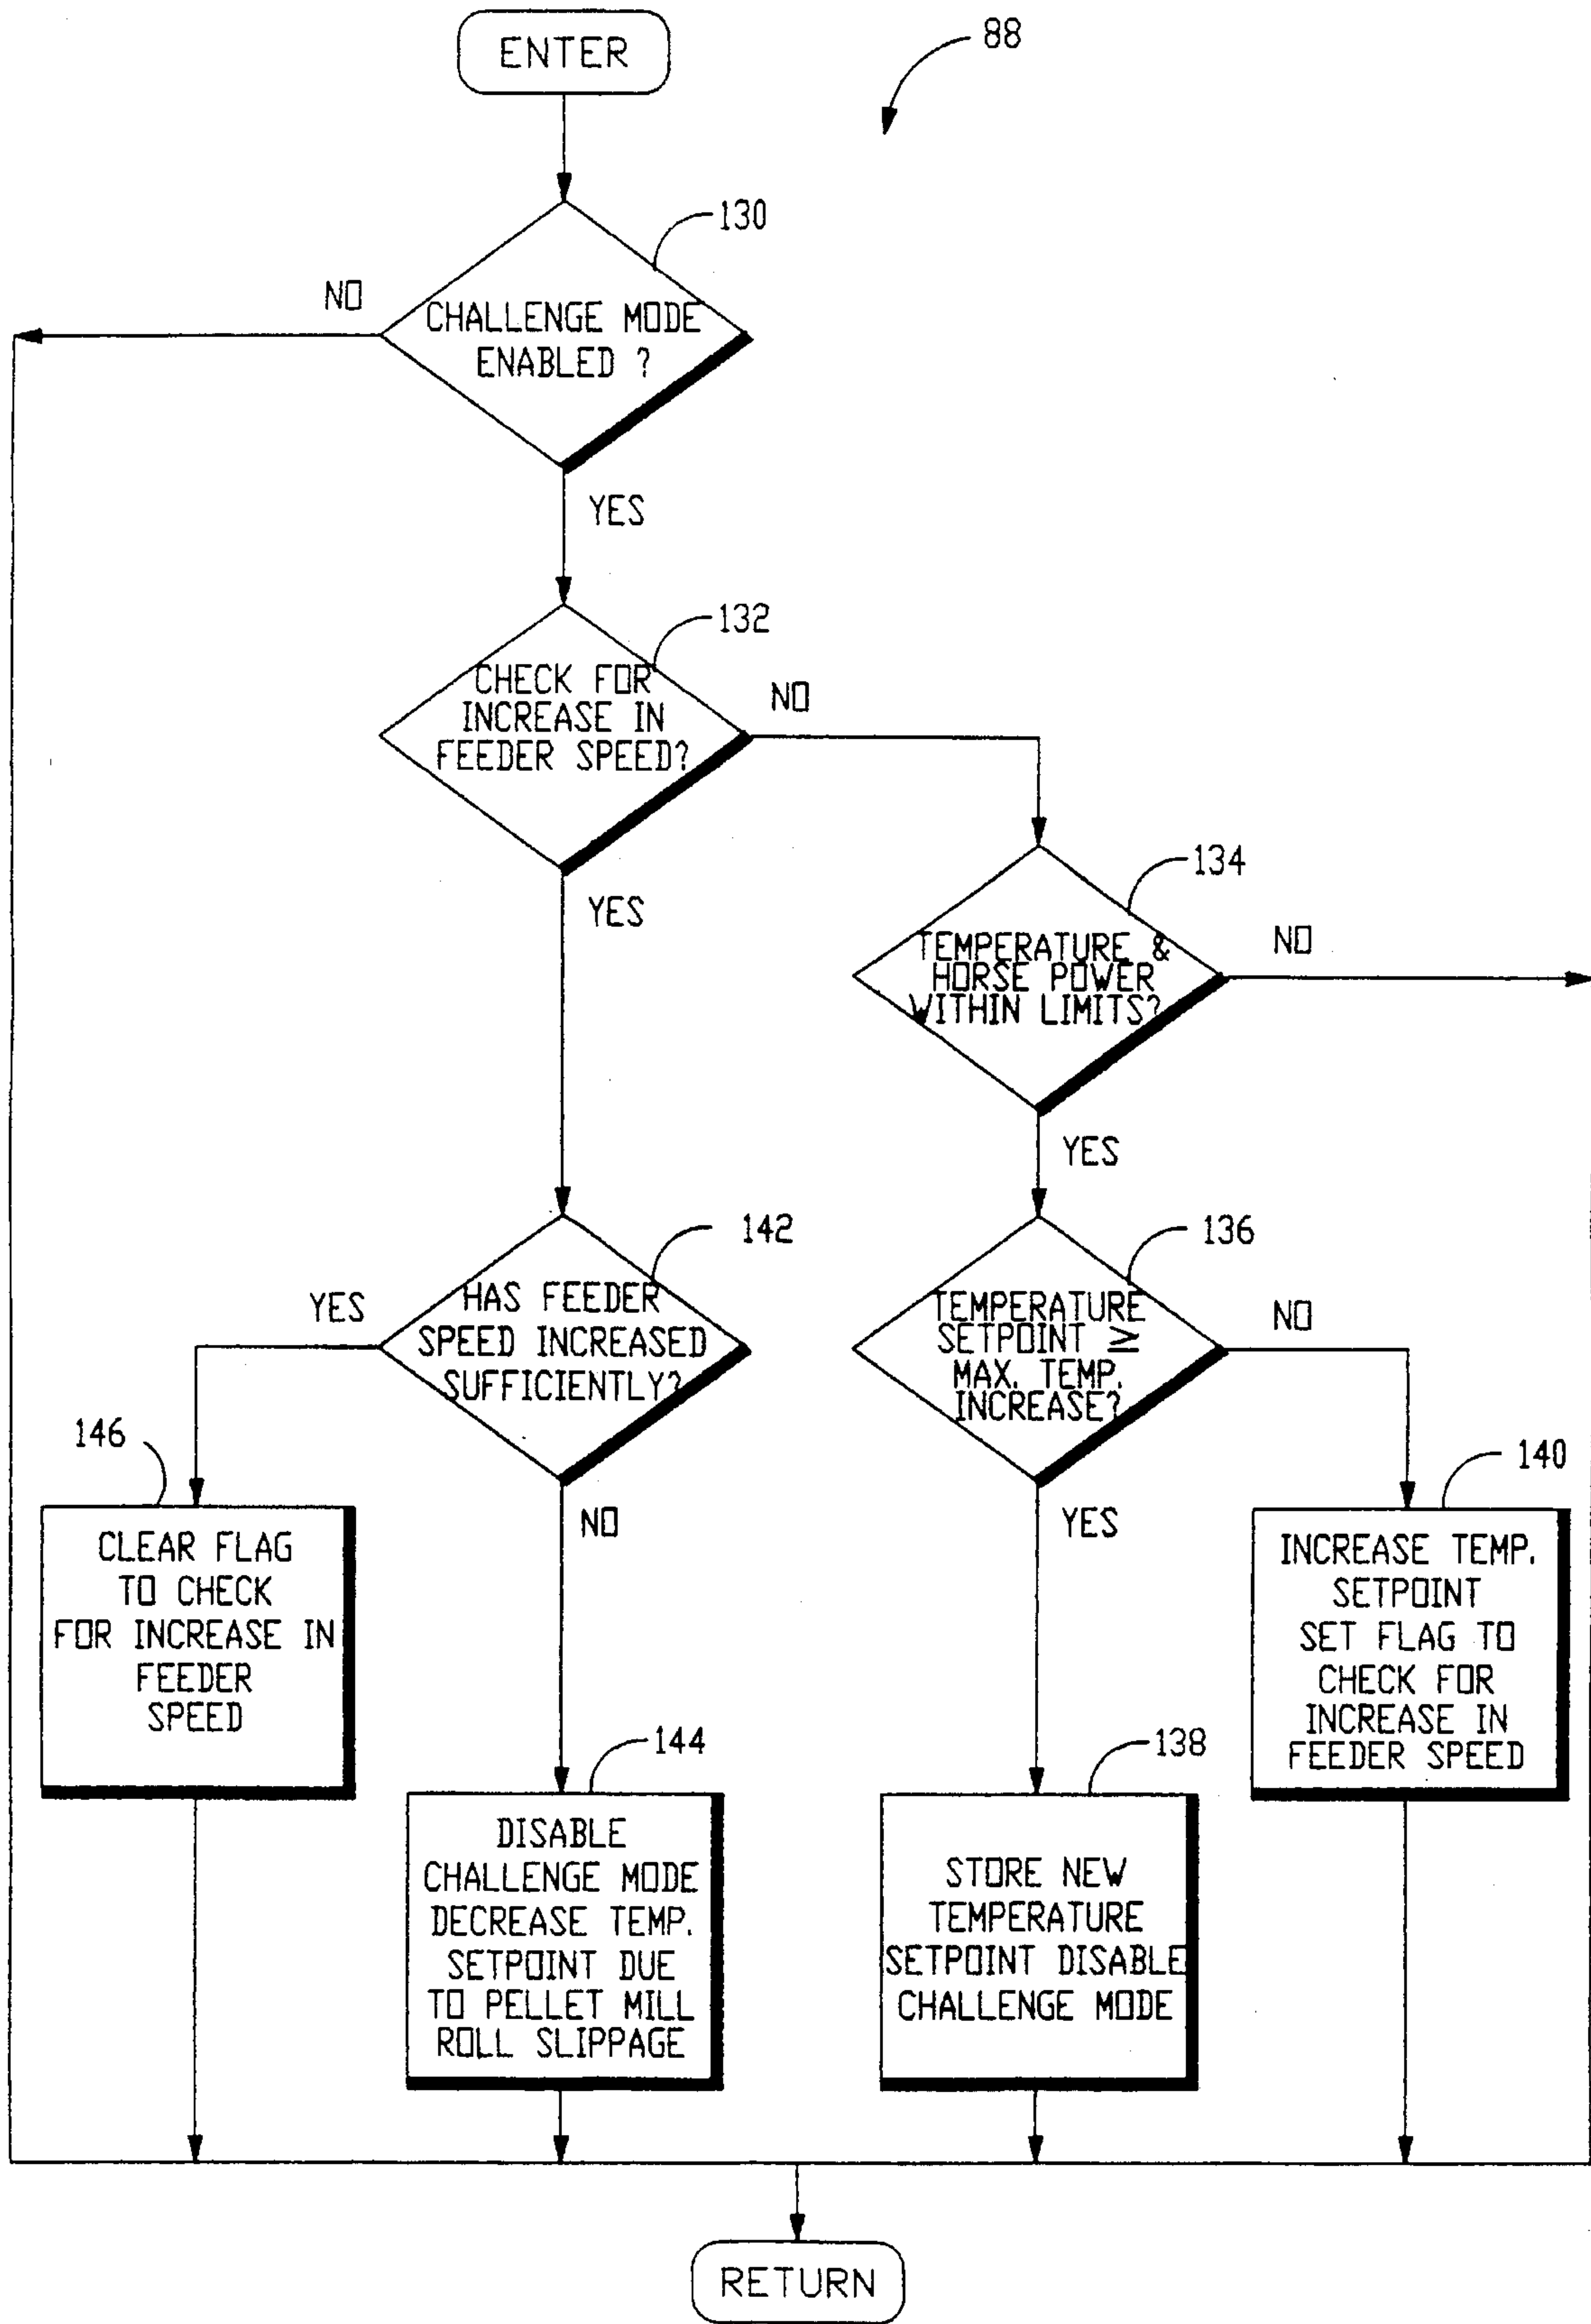 ENTER
88
130
NO
CHALLENGE MODE
ENABLED ?
YES
132
CHECK FOR
INCREASE IN
FEEDER SPEED?
NO
YES
134
TEMPERATURE &
HORSE POWER
WITHIN LIMITS?
NO
YES
142
HAS FEEDER
SPEED INCREASED
SUFFICIENTLY?
YES
NO
136
TEMPERATURE
SETPOINT ≥
MAX. TEMP.
INCREASE?
NO
YES
146
CLEAR FLAG
TO CHECK
FOR INCREASE IN
FEEDER
SPEED
144
DISABLE
CHALLENGE MODE
DECREASE TEMP.
SETPOINT DUE
TO PELLET MILL
ROLL SLIPPAGE
138
STORE NEW
TEMPERATURE
SETPOINT DISABLE
CHALLENGE MODE
140
INCREASE TEMP.
SETPOINT
SET FLAG TO
CHECK FOR
INCREASE IN
FEEDER SPEED
RETURN